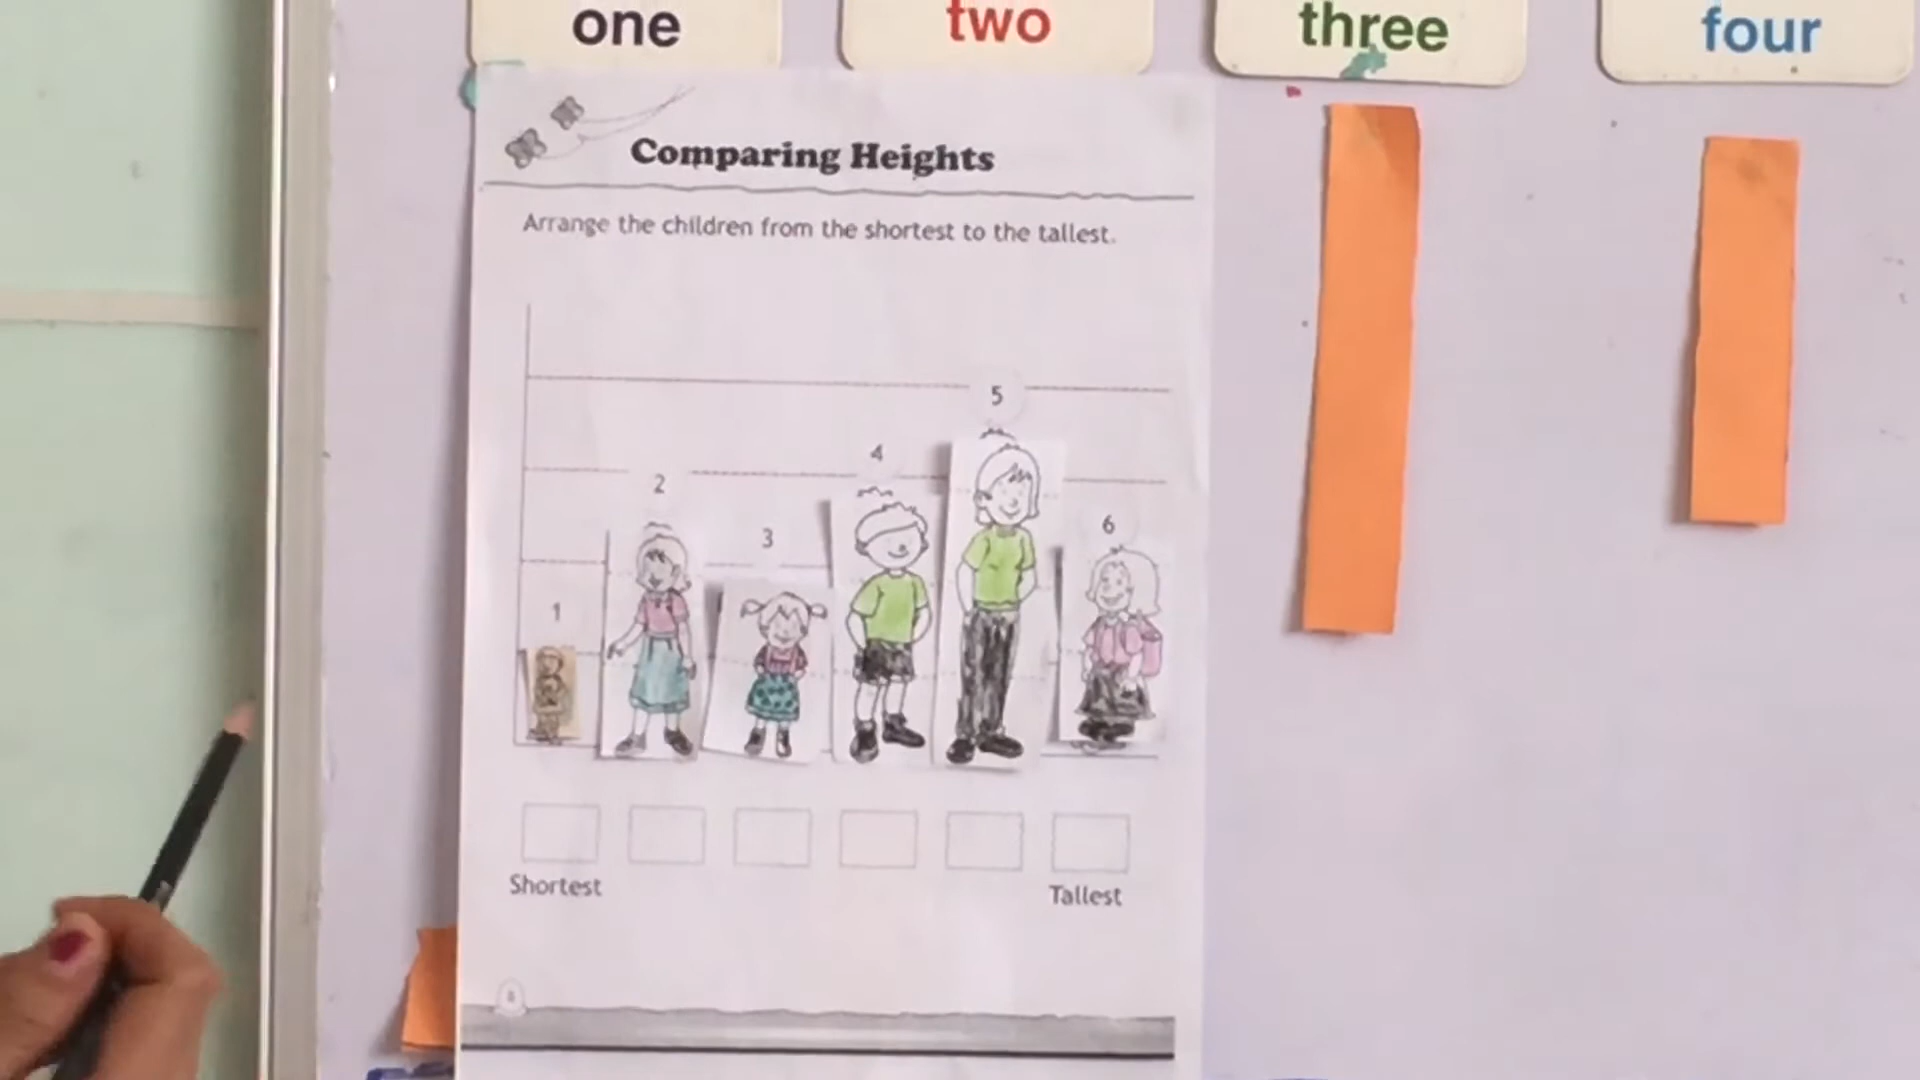 one two three four
Comparing Heights
Arrange the children from the shortest to the tallest.
5
4
2
6
3
1
Shortest Tallest
8